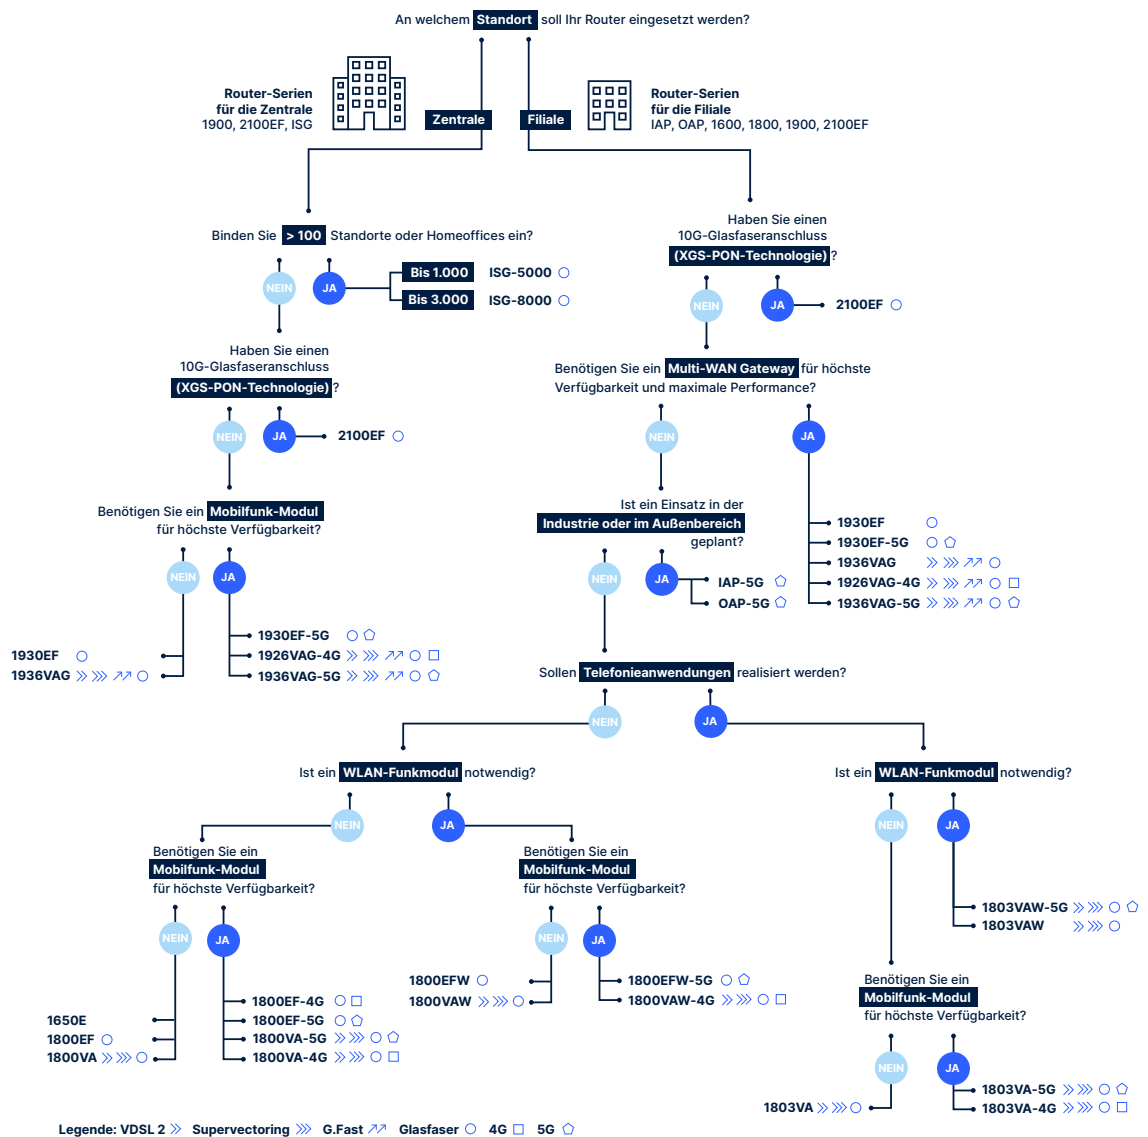 An welchem Standort soll Ihr Router eingesetzt werden?
Router-Serien
für die Zentrale
1900, 2100EF, ISG
Zentrale
Filiale
Router-Serien
für die Filiale
IAP, OAP, 1600, 1800, 1900, 2100EF
Binden Sie > 100 Standorte oder Homeoffices ein?
NEIN
JA
Bis 1.000 ISG-5000
Bis 3.000 ISG-8000
Haben Sie einen
10G-Glasfaseranschluss
(XGS-PON-Technologie)?
NEIN
JA
2100EF
Benötigen Sie ein Mobilfunk-Modul
für höchste Verfügbarkeit?
NEIN
JA
1930EF
1936VAG
1930EF-5G
1926VAG-4G
1936VAG-5G
Haben Sie einen
10G-Glasfaseranschluss
(XGS-PON-Technologie)?
NEIN
JA
2100EF
Benötigen Sie ein Multi-WAN Gateway für höchste
Verfügbarkeit und maximale Performance?
NEIN
JA
1930EF
1930EF-5G
1936VAG
1926VAG-4G
1936VAG-5G
Ist ein Einsatz in der
Industrie oder im Außenbereich
geplant?
NEIN
JA
IAP-5G
OAP-5G
Sollen Telefonieanwendungen realisiert werden?
NEIN
JA
Ist ein WLAN-Funkmodul notwendig?
NEIN
JA
Benötigen Sie ein
Mobilfunk-Modul
für höchste Verfügbarkeit?
NEIN
JA
1650E
1800EF
1800VA
1800EF-4G
1800EF-5G
1800VA-5G
1800VA-4G
Benötigen Sie ein
Mobilfunk-Modul
für höchste Verfügbarkeit?
NEIN
JA
1800EFW
1800VAW
1800EFW-5G
1800VAW-4G
Ist ein WLAN-Funkmodul notwendig?
NEIN
JA
1803VAW-5G
1803VAW
Benötigen Sie ein
Mobilfunk-Modul
für höchste Verfügbarkeit?
NEIN
JA
1803VA
1803VA-5G
1803VA-4G
Legende: VDSL 2 Supervectoring G.Fast Glasfaser 4G 5G